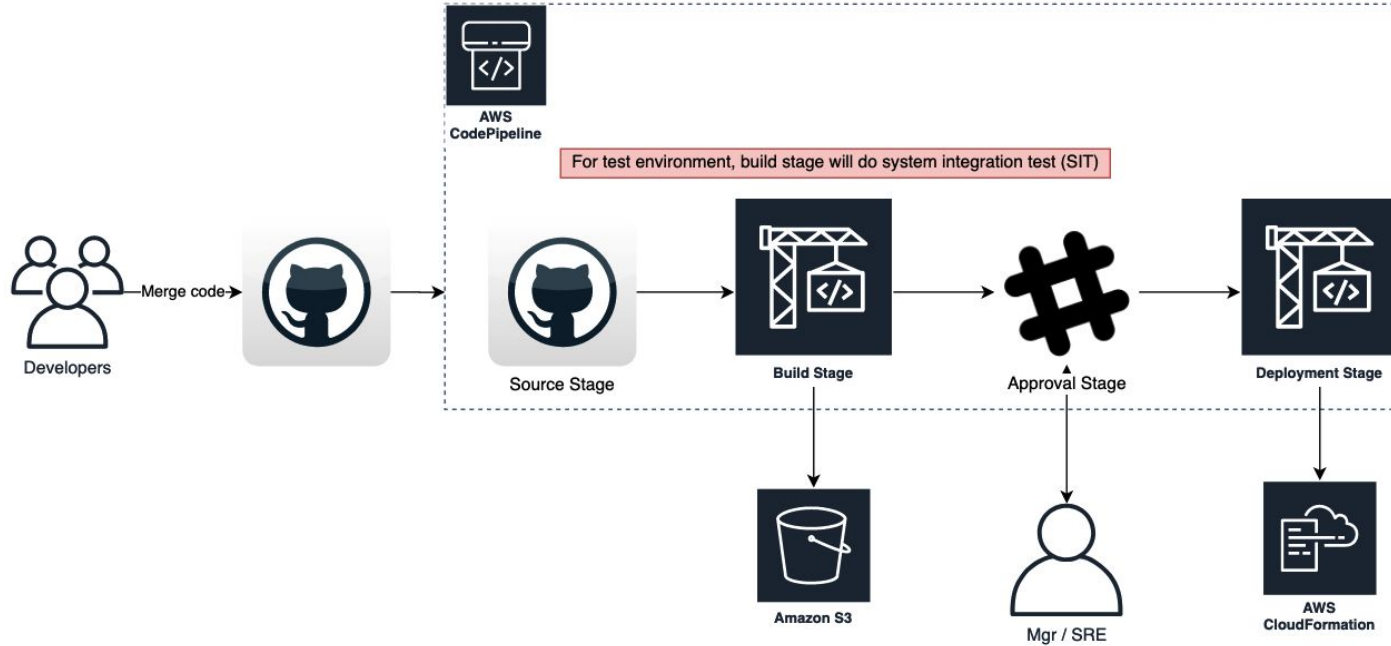 AWS
CodePipeline
For test environment, build stage will do system integration test (SIT)
</>
</>
</>
Merge code
Developers
Source Stage
Build Stage
Approval Stage
Deployment Stage
Amazon S3
Mgr / SRE
AWS
CloudFormation